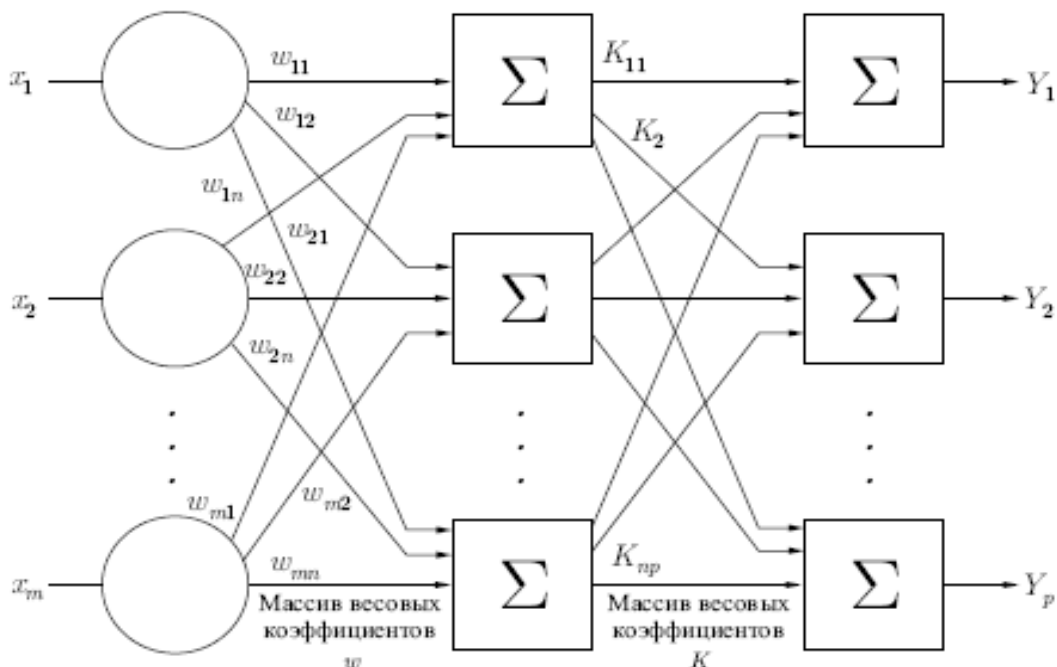 x₁
w₁₁
Σ
K₁₁
Σ
Y₁
w₁₂
K₂
w₁ₙ
w₂₁
x₂
w₂₂
Σ
Σ
Y₂
w₂ₙ
wₘ₁
wₘ₂
xₘ
wₘₙ
Σ
Kₙₚ
Σ
Yₚ
Массив весовых
коэффициентов
w
Массив весовых
коэффициентов
K